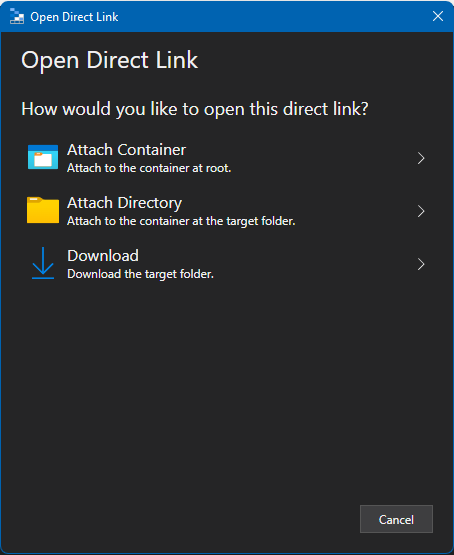 Open Direct Link
Open Direct Link
How would you like to open this direct link?
Attach Container
Attach to the container at root.
Attach Directory
Attach to the container at the target folder.
Download
Download the target folder.
Cancel